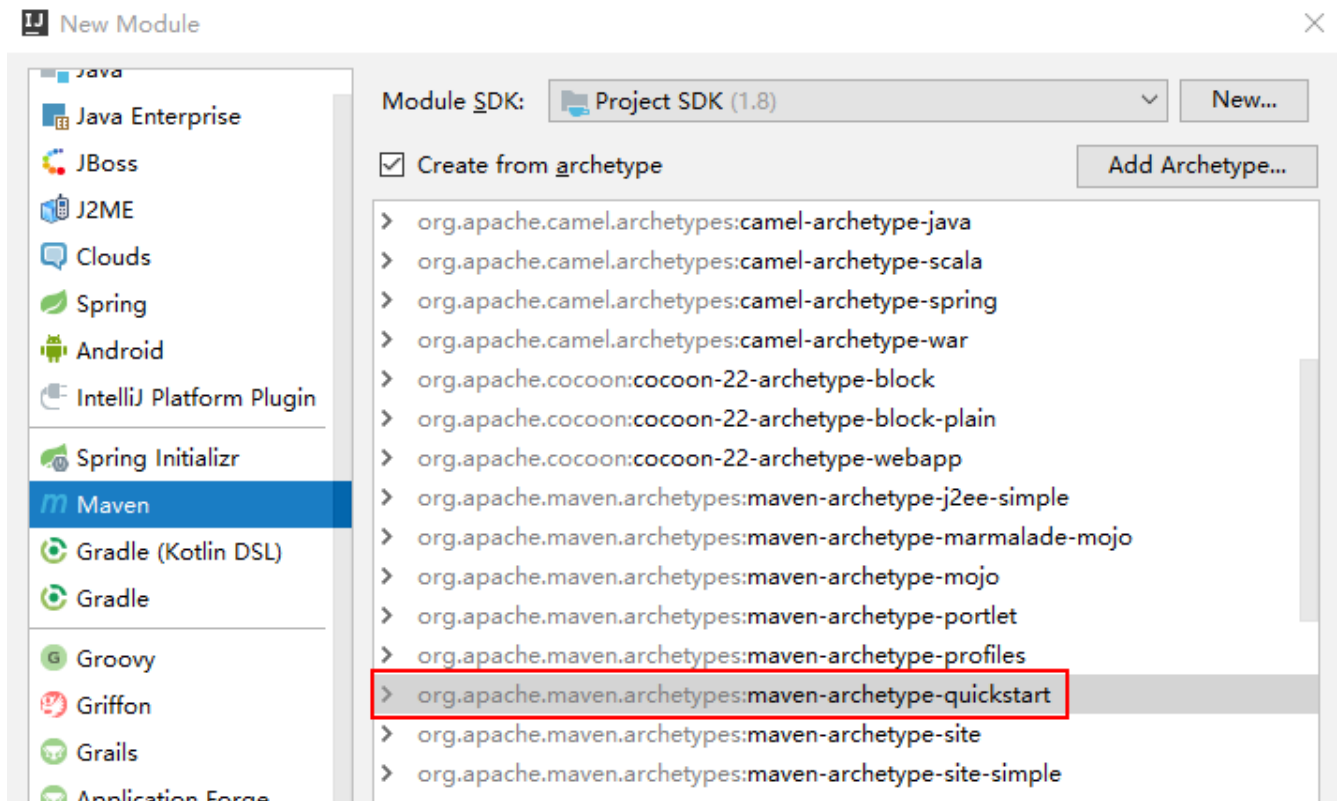 IJ New Module
Java
Java Enterprise
JBoss
J2ME
Clouds
Spring
Android
IntelliJ Platform Plugin
Spring Initializr
Maven
Gradle (Kotlin DSL)
Gradle
Groovy
Griffon
Grails
Application Forge
Module SDK: Project SDK (1.8) New...
Create from archetype Add Archetype...
org.apache.camel.archetypes:camel-archetype-java
org.apache.camel.archetypes:camel-archetype-scala
org.apache.camel.archetypes:camel-archetype-spring
org.apache.camel.archetypes:camel-archetype-war
org.apache.cocoon:cocoon-22-archetype-block
org.apache.cocoon:cocoon-22-archetype-block-plain
org.apache.cocoon:cocoon-22-archetype-webapp
org.apache.maven.archetypes:maven-archetype-j2ee-simple
org.apache.maven.archetypes:maven-archetype-marmalade-mojo
org.apache.maven.archetypes:maven-archetype-mojo
org.apache.maven.archetypes:maven-archetype-portlet
org.apache.maven.archetypes:maven-archetype-profiles
org.apache.maven.archetypes:maven-archetype-quickstart
org.apache.maven.archetypes:maven-archetype-site
org.apache.maven.archetypes:maven-archetype-site-simple